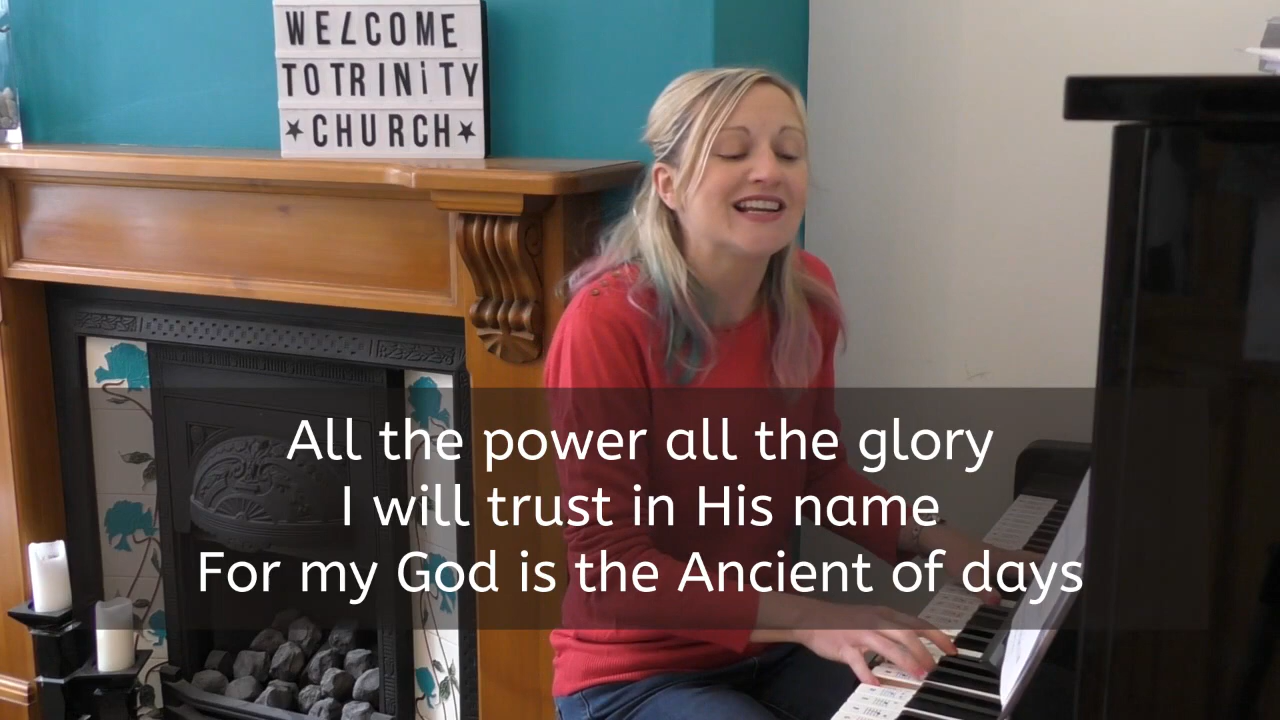 WELCOME
TO TRINiTY
★CHURCH★
All the power all the glory
I will trust in His name
For my God is the Ancient of days